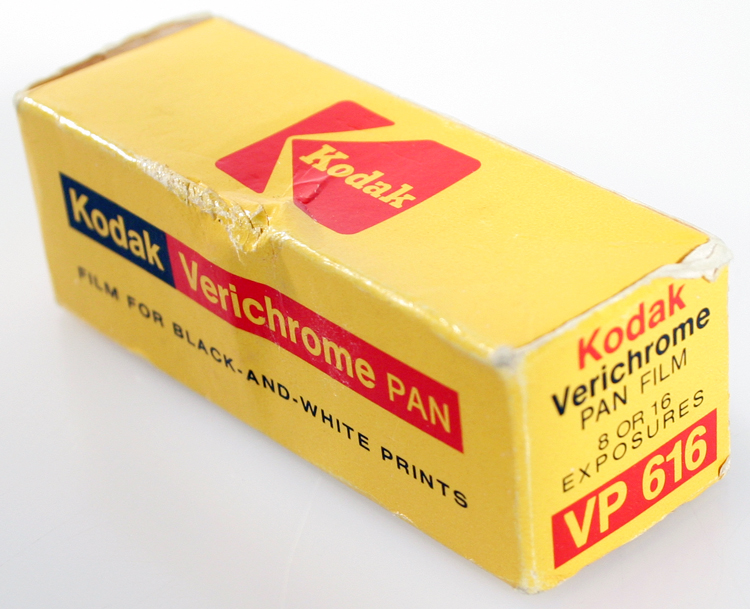 Kodak
Kodak Verichrome PAN
FILM FOR BLACK-AND-WHITE PRINTS
Kodak
Verichrome
PAN FILM
8 OR 16
EXPOSURES
VP 616